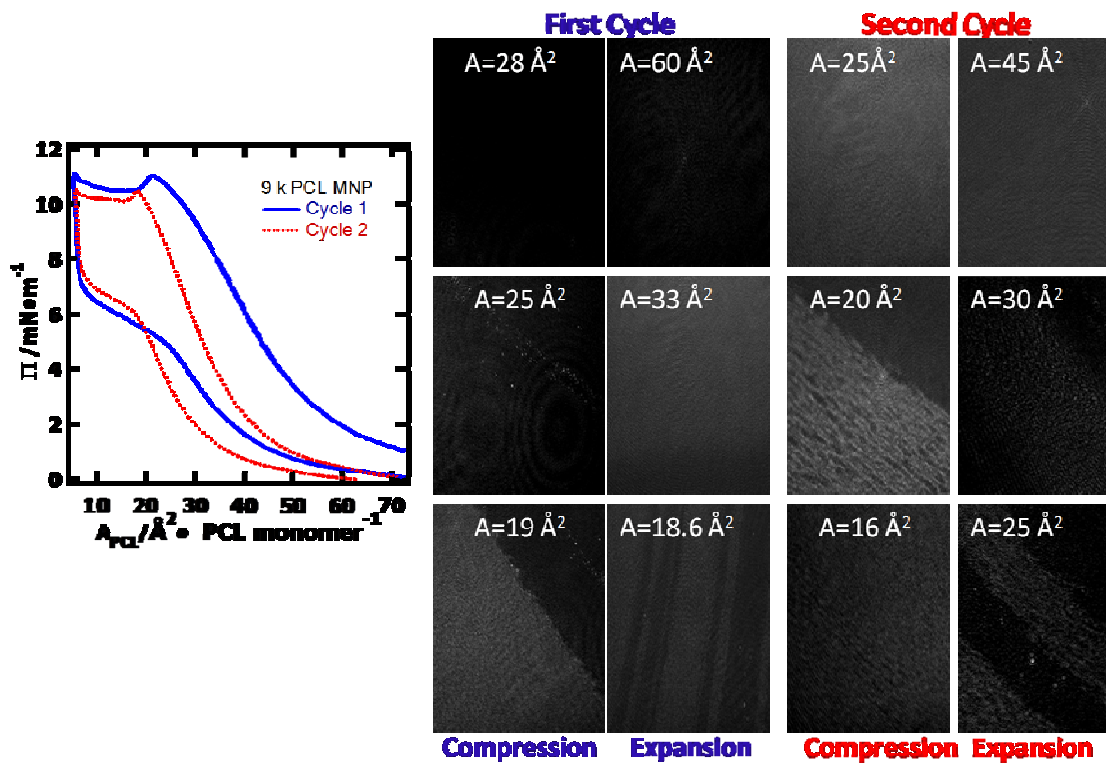 First Cycle
Second Cycle
A=28 Å²
A=60 Å²
A=25Å²
A=45 Å²
12
10
8
6
4
2
0
Π /mN•m⁻¹
9 k PCL MNP
Cycle 1
Cycle 2
10 20 30 40 50 60 70
A_PCL/Å² • PCL monomer⁻¹
A=25 Å²
A=33 Å²
A=20 Å²
A=30 Å²
A=19 Å²
A=18.6 Å²
A=16 Å²
A=25 Å²
Compression
Expansion
Compression
Expansion